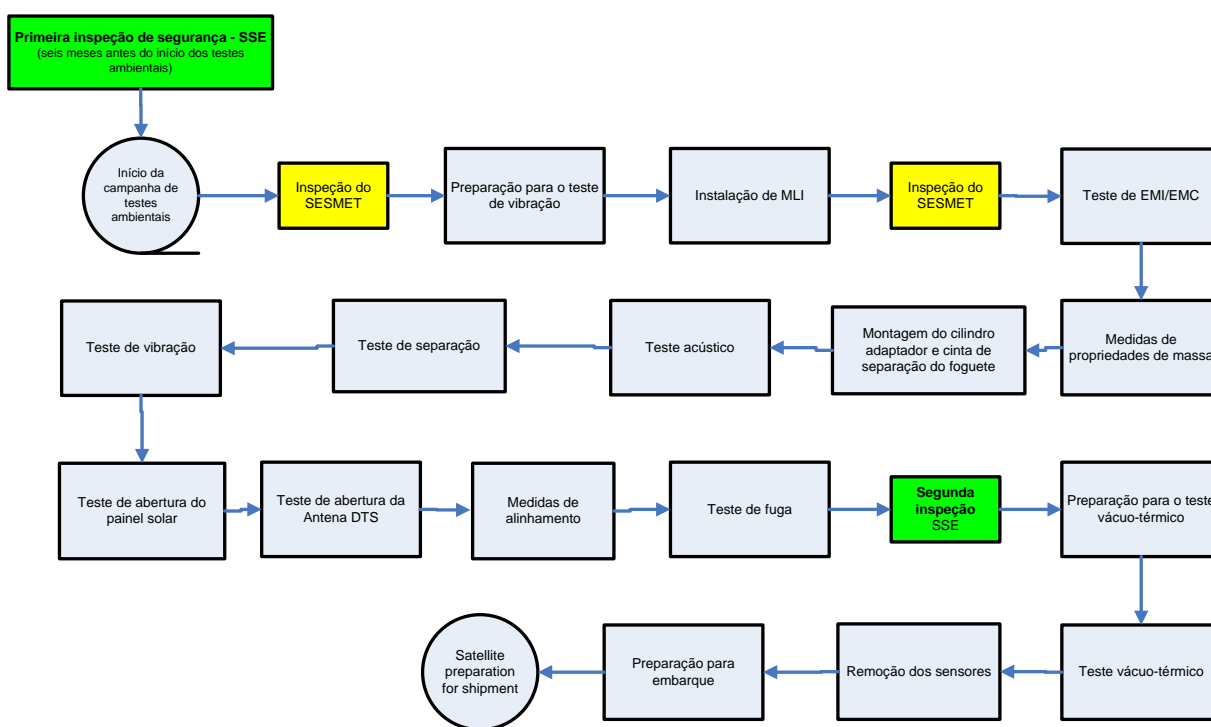 Primeira inspeção de segurança - SSE
(seis meses antes do início dos testes
ambientais)
Início da
campanha de
testes
ambientais
Inspeção do
SESMET
Preparação para o teste
de vibração
Instalação de MLI
Inspeção do
SESMET
Teste de EMI/EMC
Medidas de
propriedades de massa
Montagem do cilindro
adaptador e cinta de
separação do foguete
Teste acústico
Teste de separação
Teste de vibração
Teste de abertura do
painel solar
Teste de abertura da
Antena DTS
Medidas de
alinhamento
Teste de fuga
Segunda
inspeção
SSE
Preparação para o teste
vácuo-térmico
Teste vácuo-térmico
Remoção dos sensores
Preparação para
embarque
Satellite
preparation
for shipment